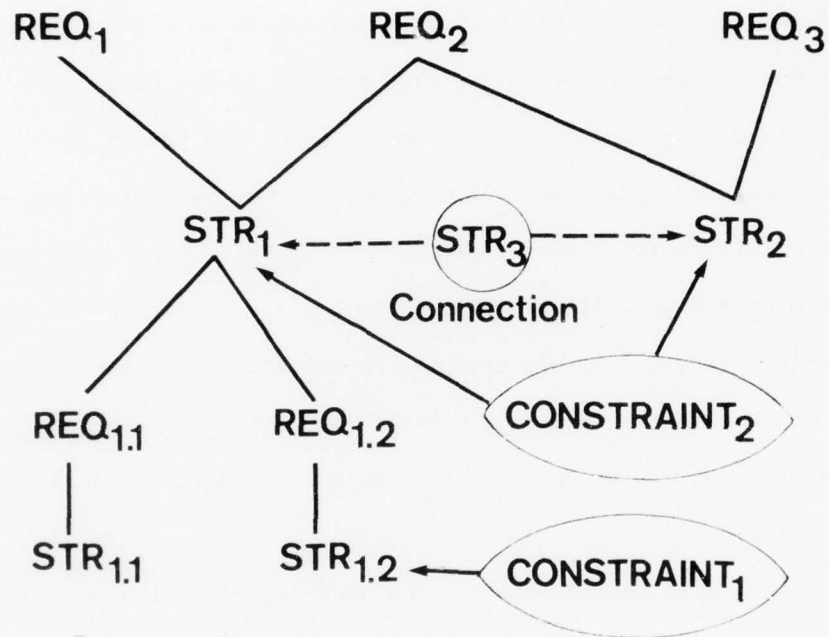 REQ₁ REQ₂ REQ₃
STR₁ STR₃ STR₂
Connection
REQ₁.₁ REQ₁.₂ CONSTRAINT₂
STR₁.₁ STR₁.₂ CONSTRAINT₁